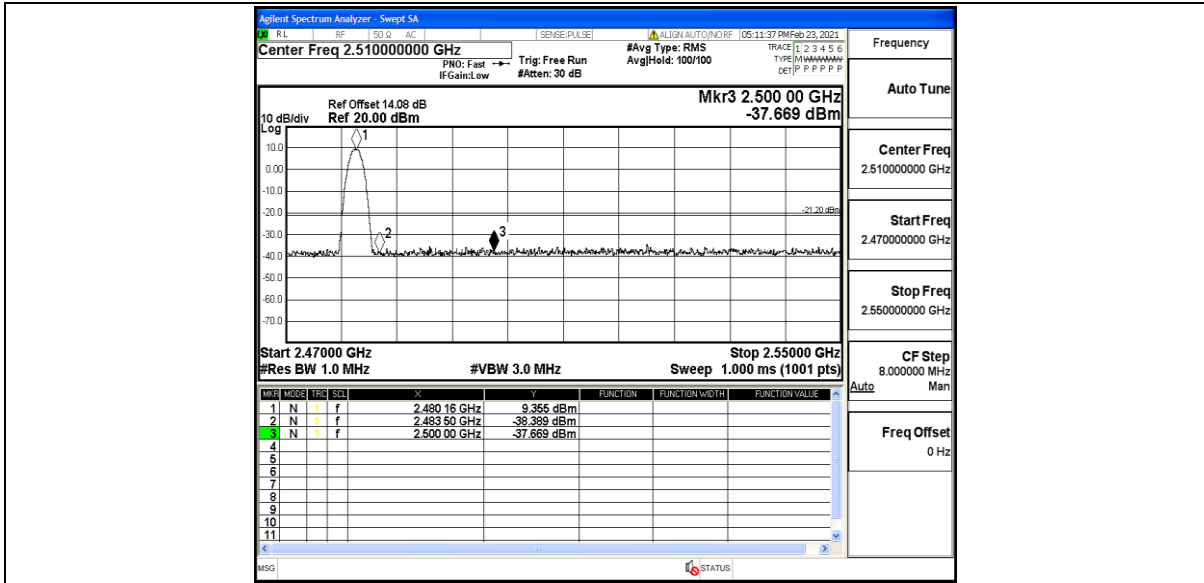 Agilent Spectrum Analyzer - Swept SA
LXI RL RF 50 Ω AC SENSE:PULSE ALIGN AUTO/NO RF 05:11:37 PM Feb 23, 2021
Center Freq 2.510000000 GHz
PNO: Fast
IFGain:Low
Trig: Free Run
#Atten: 30 dB
#Avg Type: RMS
Avg|Hold: 100/100
TRACE 1 2 3 4 5 6
TYPE M
DET P P P P P P
Ref Offset 14.08 dB
10 dB/div Ref 20.00 dBm
Log
Mkr3 2.500 00 GHz
-37.669 dBm
1
10.0
0.00
-10.0
-20.0
-21.20 dBm
-30.0
2
3
-40.0
-50.0
-60.0
-70.0
Start 2.47000 GHz Stop 2.55000 GHz
#Res BW 1.0 MHz #VBW 3.0 MHz Sweep 1.000 ms (1001 pts)
MKR MODE TRC SCL X Y FUNCTION FUNCTION WIDTH FUNCTION VALUE
1 N 1 f 2.480 16 GHz 9.355 dBm
2 N 1 f 2.483 50 GHz -38.389 dBm
3 N 1 f 2.500 00 GHz -37.669 dBm
4
5
6
7
8
9
10
11
MSG STATUS
Frequency
Auto Tune
Center Freq
2.510000000 GHz
Start Freq
2.470000000 GHz
Stop Freq
2.550000000 GHz
CF Step
8.000000 MHz
Auto Man
Freq Offset
0 Hz